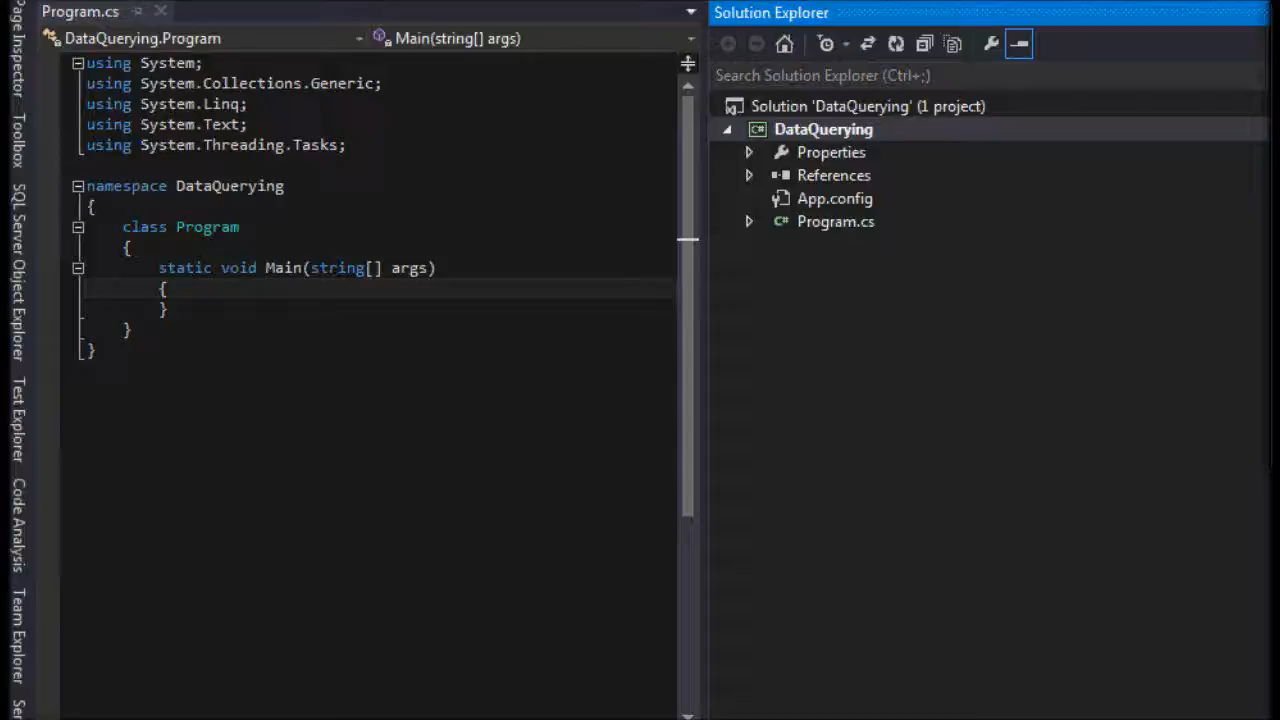 Program.cs
DataQuerying.Program
Main(string[] args)
using System;
using System.Collections.Generic;
using System.Linq;
using System.Text;
using System.Threading.Tasks;
namespace DataQuerying
{
class Program
{
static void Main(string[] args)
{
}
}
}
Page Inspector
Toolbox
SQL Server Object Explorer
Test Explorer
Code Analysis
Team Explorer
Solution Explorer
Search Solution Explorer (Ctrl+;)
Solution 'DataQuerying' (1 project)
C# DataQuerying
Properties
References
App.config
C# Program.cs